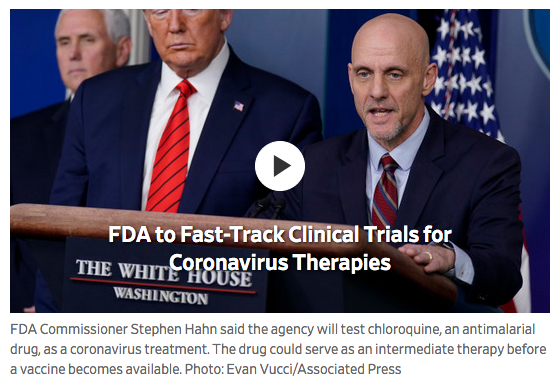 FDA to Fast-Track Clinical Trials for
Coronavirus Therapies
THE WHITE HOUSE
WASHINGTON
FDA Commissioner Stephen Hahn said the agency will test chloroquine, an antimalarial
drug, as a coronavirus treatment. The drug could serve as an intermediate therapy before
a vaccine becomes available. Photo: Evan Vucci/Associated Press